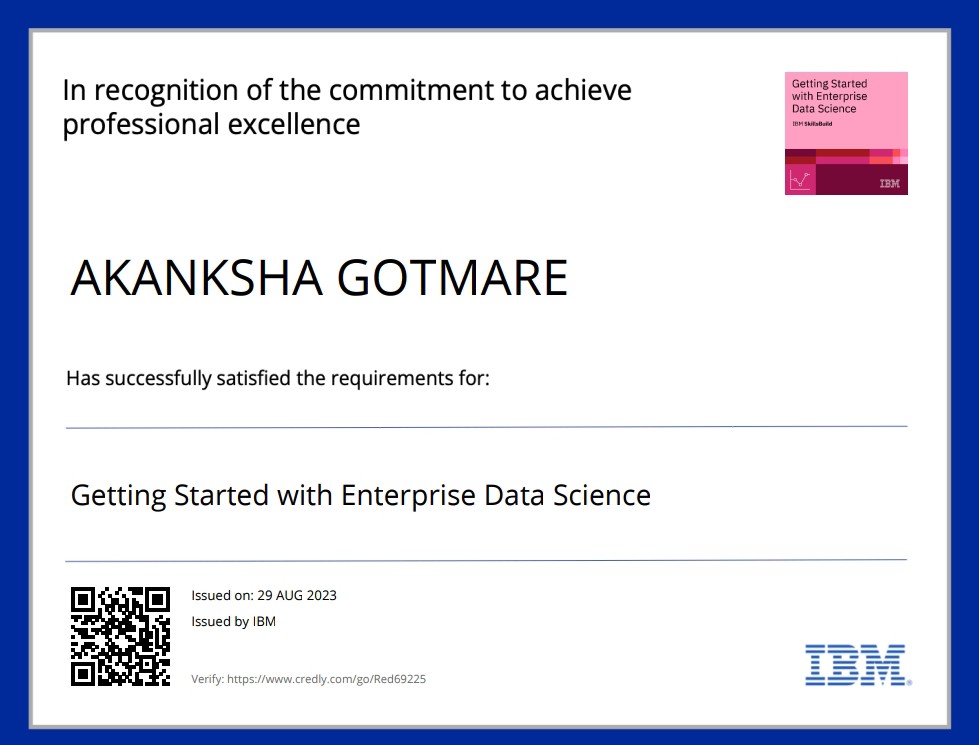 In recognition of the commitment to achieve
professional excellence
Getting Started
with Enterprise
Data Science
IBM SkillsBuild
IBM
AKANKSHA GOTMARE
Has successfully satisfied the requirements for:
Getting Started with Enterprise Data Science
Issued on: 29 AUG 2023
Issued by IBM
Verify: https://www.credly.com/go/Red69225
IBM®